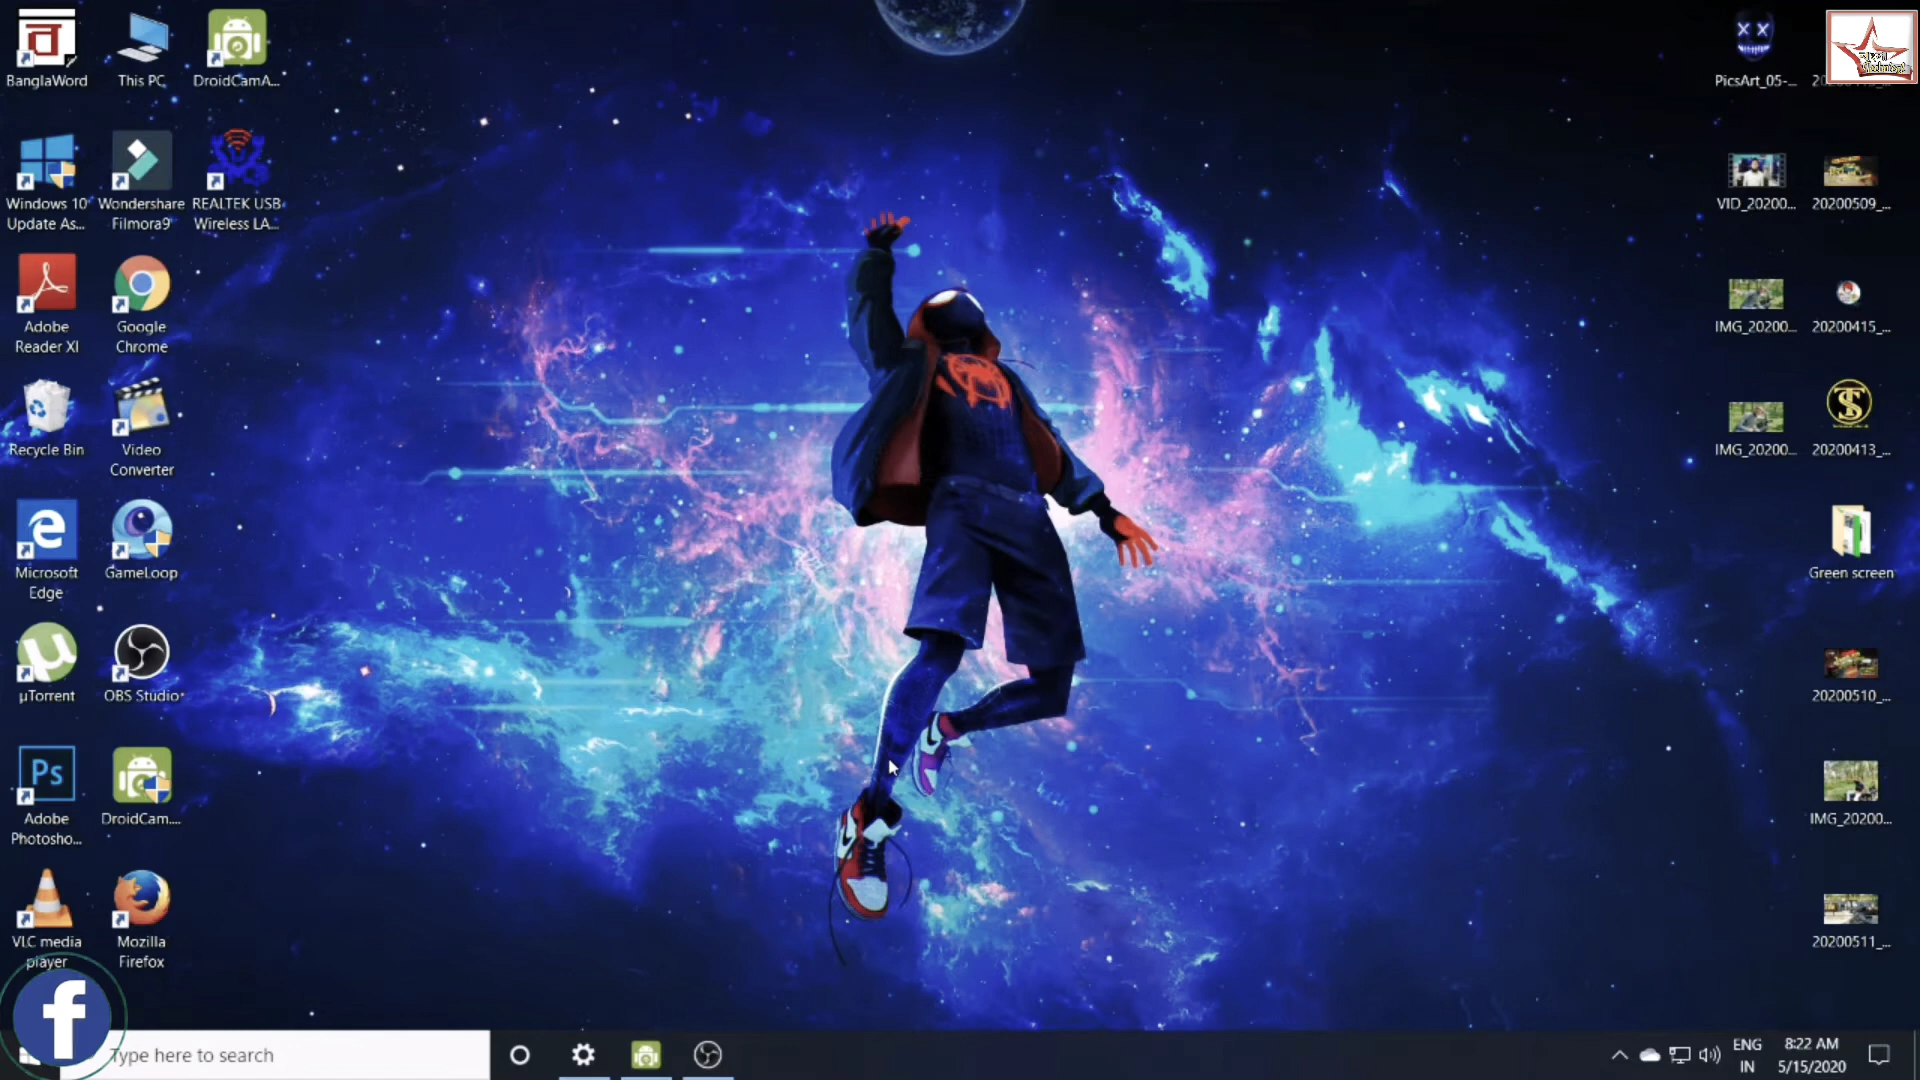 BanglaWord
This PC
DroidCamA...
Windows 10
Update As...
Wondershare
Filmora9
REALTEK USB
Wireless LA...
Adobe
Reader XI
Google
Chrome
Recycle Bin
Video
Converter
Microsoft
Edge
GameLoop
µTorrent
OBS Studio
Ps
Adobe
Photosho...
DroidCam....
VLC media
player
Mozilla
Firefox
PicsArt_05-...
VID_20200...
20200509_...
IMG_20200...
20200415_...
IMG_20200...
20200413_...
Green screen
20200510_...
IMG_20200...
20200511_...
f
Type here to search
ENG
IN
8:22 AM
5/15/2020